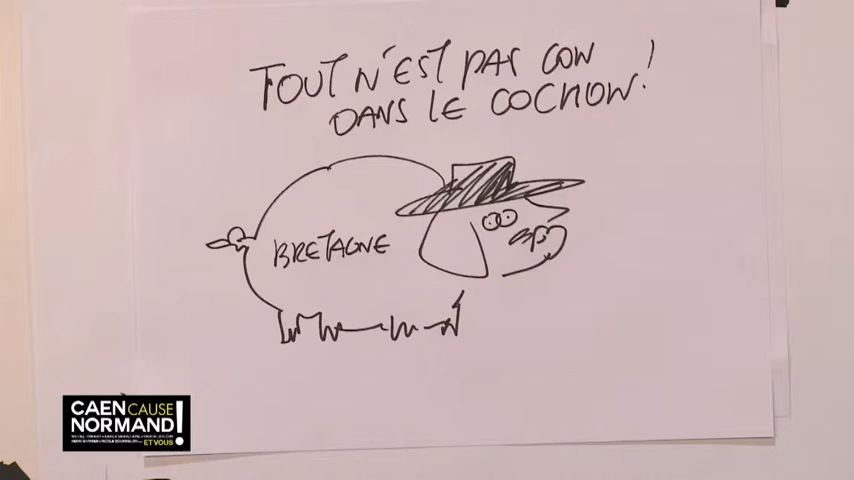 TOUT N'EST PAS CON
DANS LE COCHON!
BRETAGNE
CAEN CAUSE
NORMAND!
ET VOUS